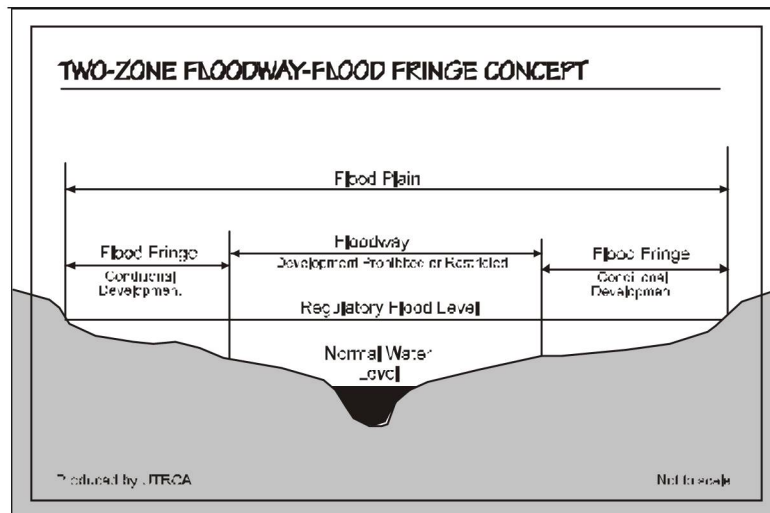 TWO-ZONE FLOODWAY-FLOOD FRINGE CONCEPT
Flood Plain
Floodway
Flood Fringe
Development Prohibited or Restricted
Flood Fringe
Conditional
Development
Conditional
Development
Regulatory Flood Level
Normal Water
Level
Produced by UTRCA
Not to scale